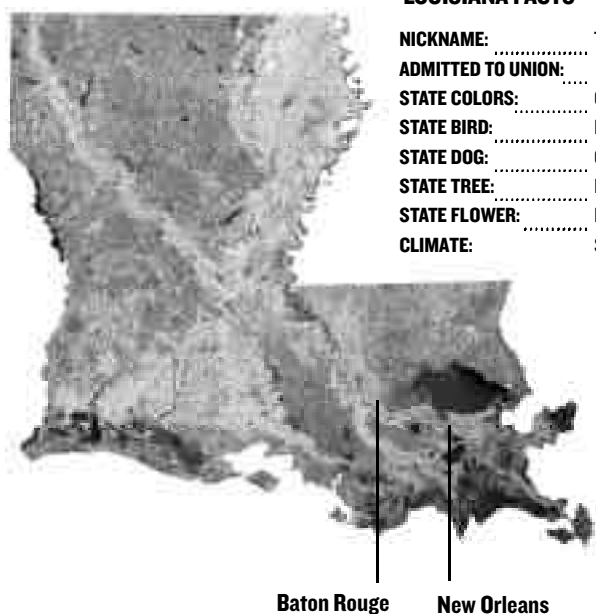 LOUISIANA FACTS
NICKNAME:
ADMITTED TO UNION:
STATE COLORS:
STATE BIRD:
STATE DOG:
STATE TREE:
STATE FLOWER:
CLIMATE:
Baton Rouge New Orleans